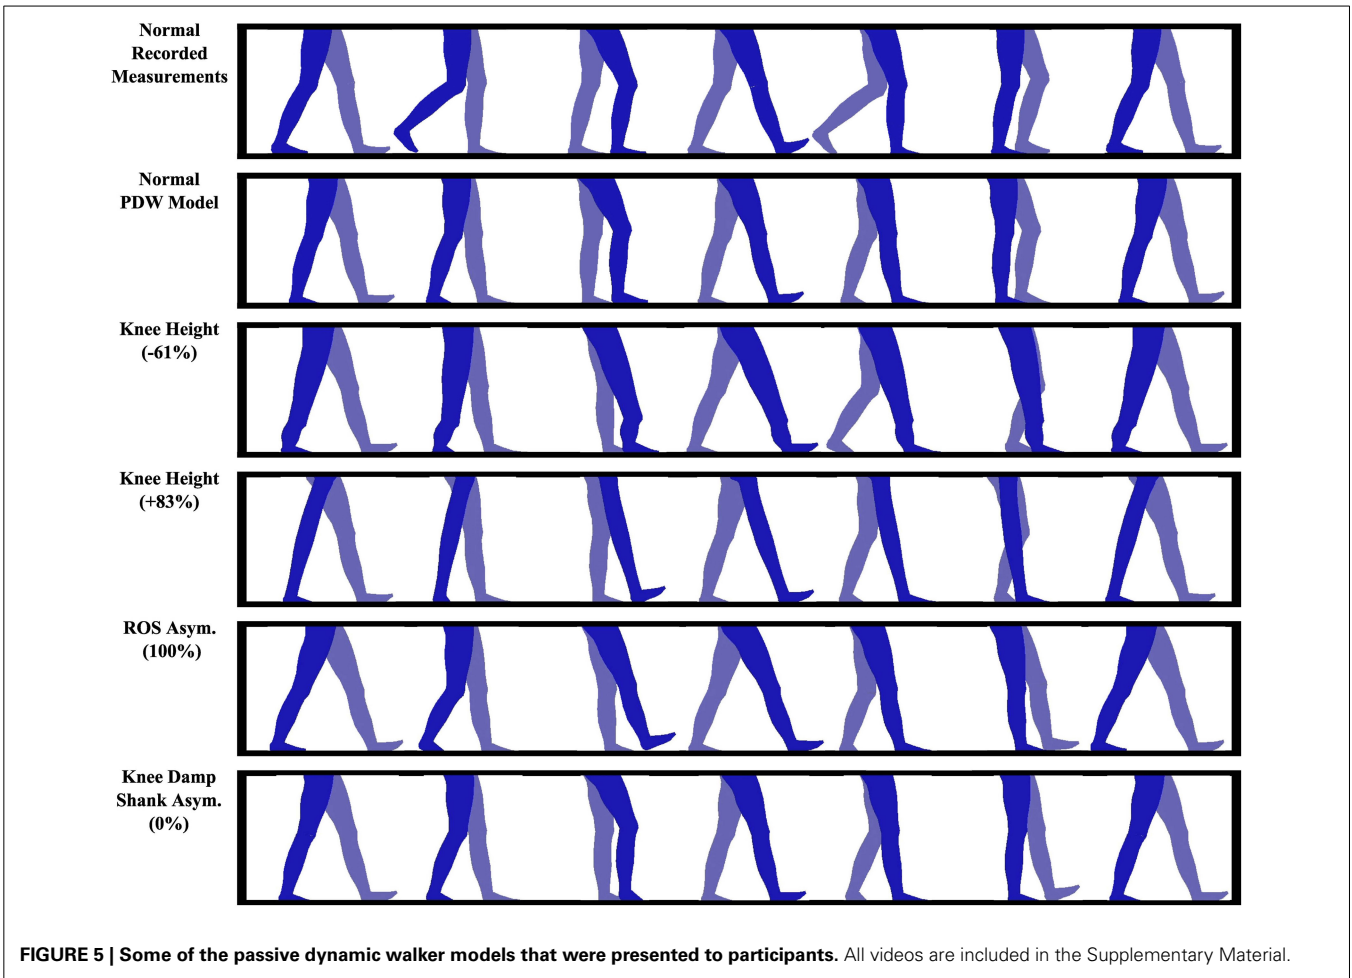 Normal
Recorded
Measurements
Normal
PDW Model
Knee Height
(-61%)
Knee Height
(+83%)
ROS Asym.
(100%)
Knee Damp
Shank Asym.
(0%)
FIGURE 5 | Some of the passive dynamic walker models that were presented to participants. All videos are included in the Supplementary Material.